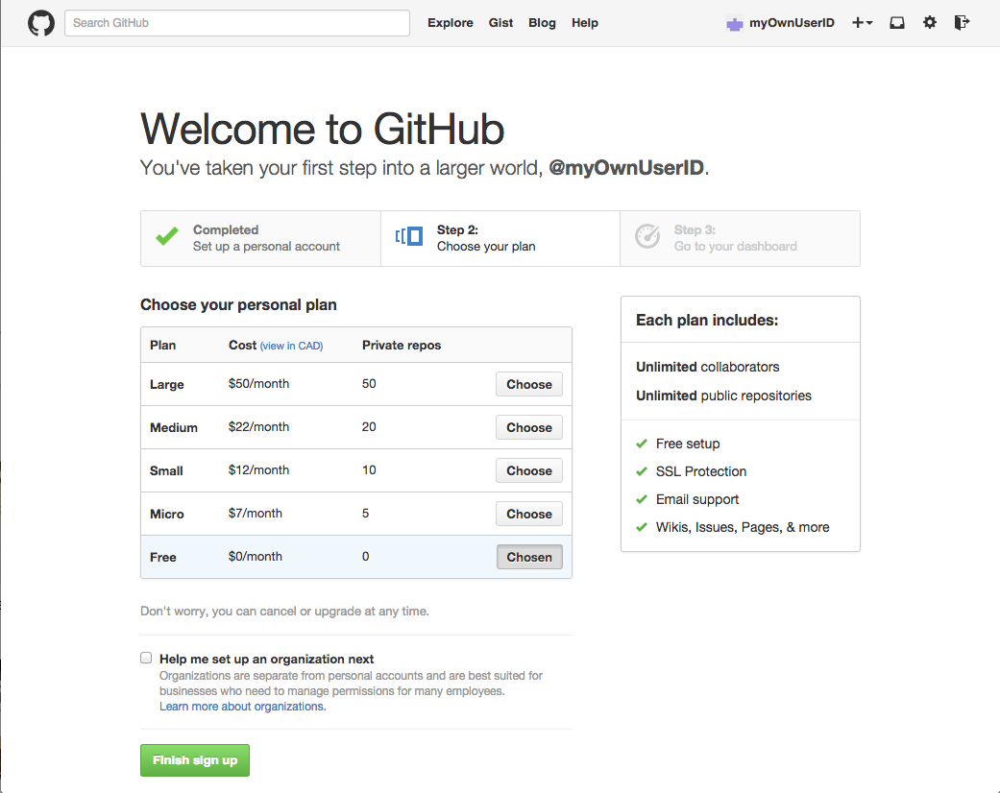 Search GitHub Explore Gist Blog Help myOwnUserID
Welcome to GitHub
You've taken your first step into a larger world, @myOwnUserID.
Completed
Set up a personal account
Step 2:
Choose your plan
Step 3:
Go to your dashboard
Choose your personal plan
Plan Cost (view in CAD) Private repos
Large $50/month 50 Choose
Medium $22/month 20 Choose
Small $12/month 10 Choose
Micro $7/month 5 Choose
Free $0/month 0 Chosen
Don't worry, you can cancel or upgrade at any time.
Help me set up an organization next
Organizations are separate from personal accounts and are best suited for
businesses who need to manage permissions for many employees.
Learn more about organizations.
Finish sign up
Each plan includes:
Unlimited collaborators
Unlimited public repositories
Free setup
SSL Protection
Email support
Wikis, Issues, Pages, & more